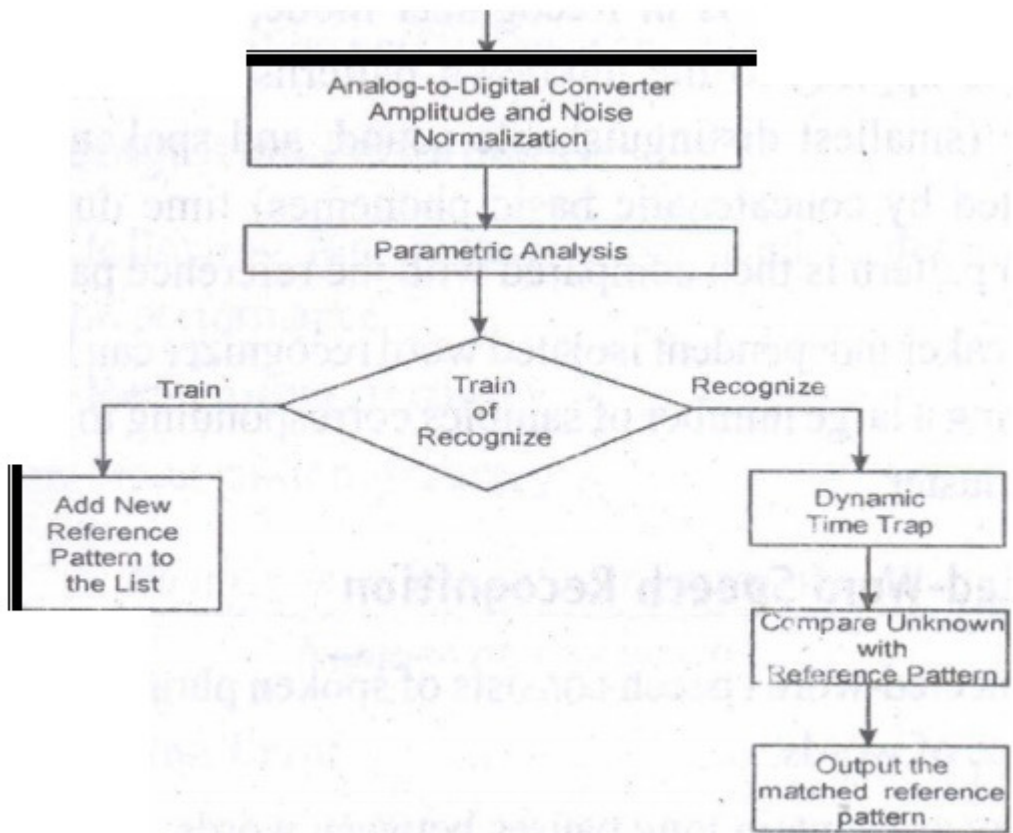 Analog-to-Digital Converter
Amplitude and Noise
Normalization
Parametric Analysis
Train
of
Recognize
Train
Recognize
Add New
Reference
Pattern to
the List
Dynamic
Time Trap
Compare Unknown
with
Reference Pattern
Output the
matched reference
pattern